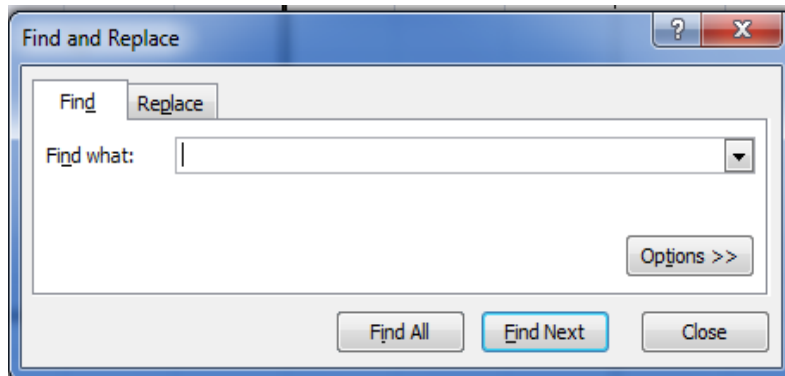 Find and Replace
Find Replace
Find what:
Options >>
Find All Find Next Close